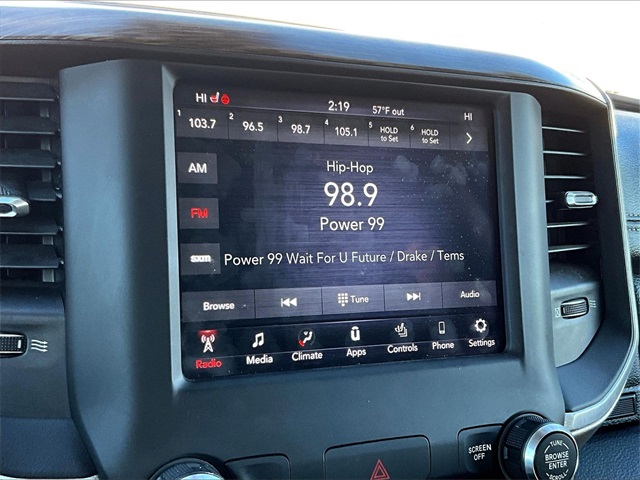 HI 2:19 57°F out HI
1 103.7 2 96.5 3 98.7 4 105.1 5 HOLD to Set 6 HOLD to Set
AM
Hip-Hop
98.9
FM
Power 99
sxm
Power 99 Wait For U Future / Drake / Tems
Browse Tune Audio
Radio Media Climate Apps Controls Phone Settings
SCREEN OFF
TUNE
BROWSE
ENTER
SCROLL